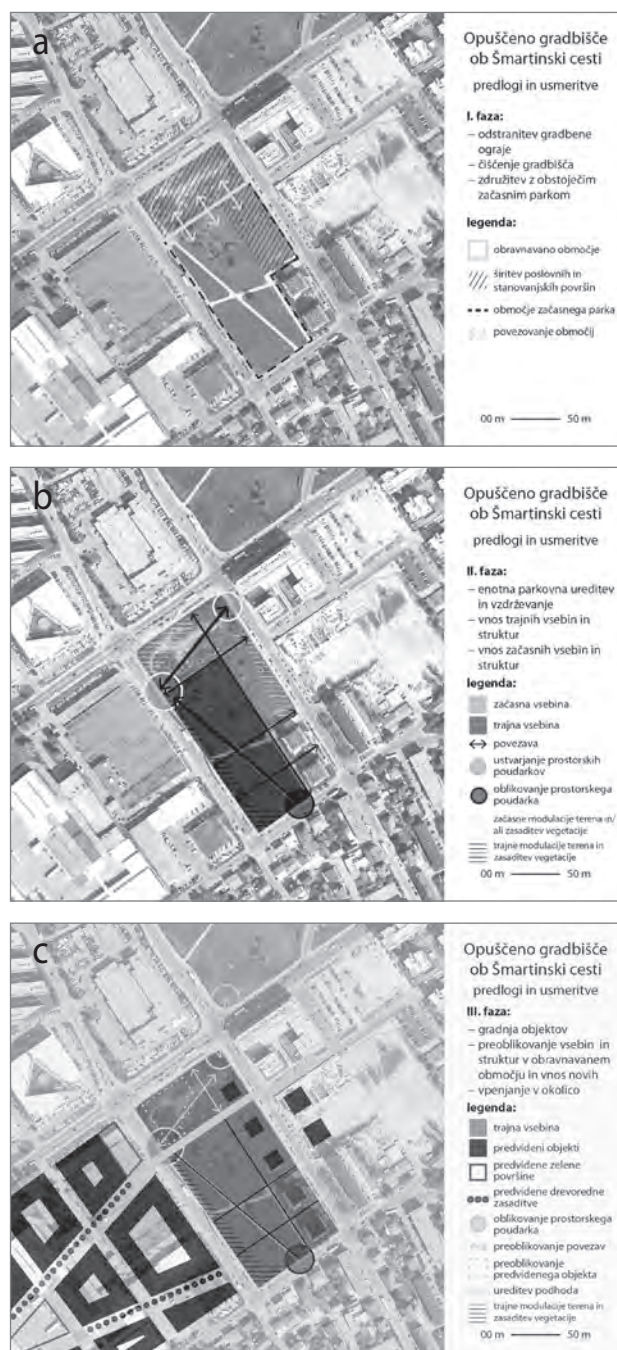 a
Opuščeno gradbišče
ob Šmartinski cesti
predlogi in usmeritve
I. faza:
– odstranitev gradbene
ograje
– čiščenje gradbišča
– združitev z obstoječim
začasnim parkom
legenda:
obravnavano območje
širitev poslovnih in
stanovanjskih površin
območje začasnega parka
povezovanje območij
00 m 50 m
b
Opuščeno gradbišče
ob Šmartinski cesti
predlogi in usmeritve
II. faza:
– enotna parkovna ureditev
in vzdrževanje
– vnos trajnih vsebin in
struktur
– vnos začasnih vsebin in
struktur
legenda:
začasna vsebina
trajna vsebina
povezava
ustvarjanje prostorskih
poudarkov
oblikovanje prostorskega
poudarka
začasne modulacije terena in/
ali zasaditev vegetacije
trajne modulacije terena in
zasaditev vegetacije
00 m 50 m
c
Opuščeno gradbišče
ob Šmartinski cesti
predlogi in usmeritve
III. faza:
– gradnja objektov
– preoblikovanje vsebin in
struktur v obravnavanem
območju in vnos novih
– vpenjanje v okolico
legenda:
trajna vsebina
predvideni objekti
predvidene zelene
površine
predvidene drevoredne
zasaditve
oblikovanje prostorskega
poudarka
preoblikovanje povezav
preoblikovanje
predvidenega objekta
ureditev podhoda
trajne modulacije terena in
zasaditev vegetacije
00 m 50 m